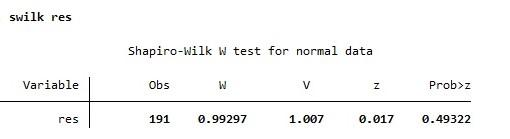 swilk res
Shapiro-Wilk W test for normal data
Variable Obs W V z Prob>z
res 191 0.99297 1.007 0.017 0.49322